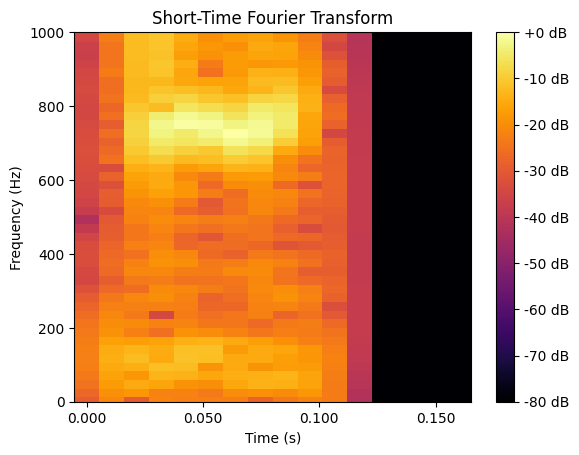 Short-Time Fourier Transform
1000
800
600
400
200
0
Frequency (Hz)
0.000
0.050
0.100
0.150
Time (s)
+0 dB
-10 dB
-20 dB
-30 dB
-40 dB
-50 dB
-60 dB
-70 dB
-80 dB